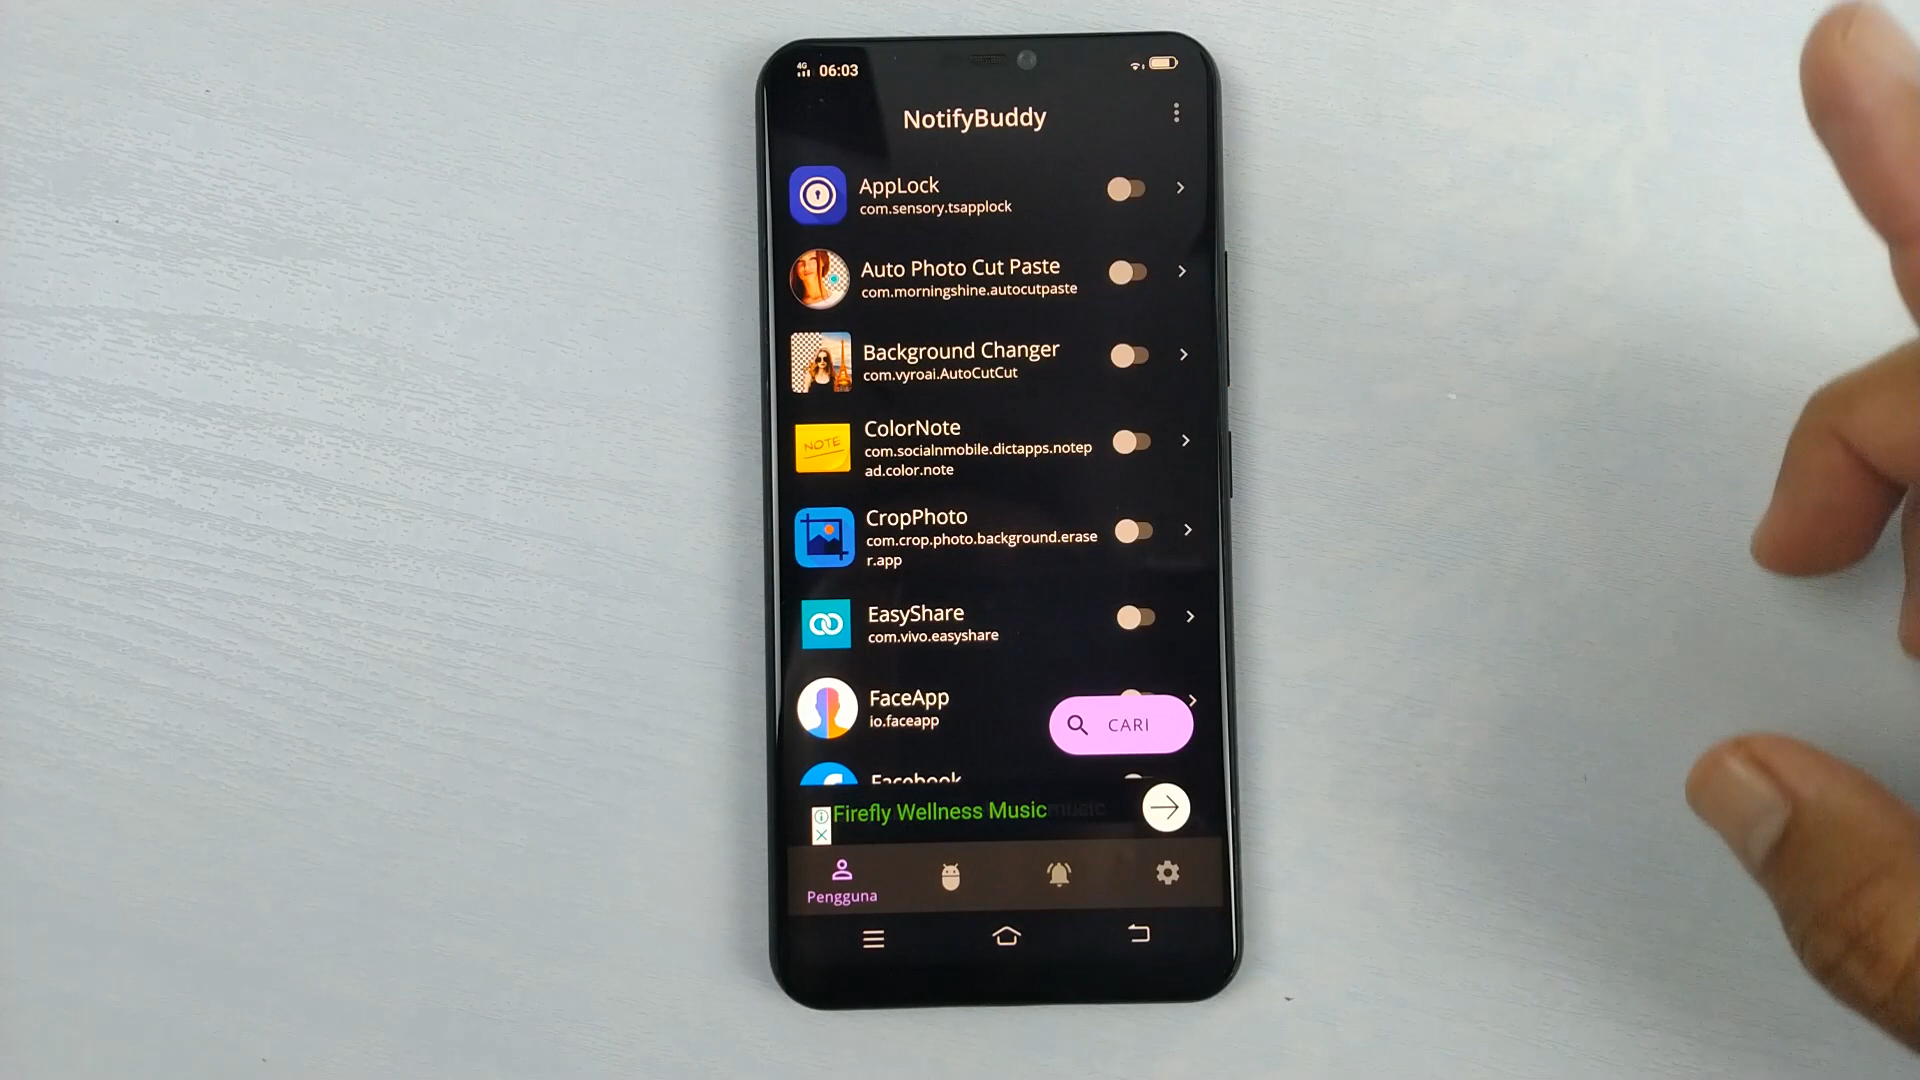 4G 06:03
NotifyBuddy
AppLock
com.sensory.tsapplock
Auto Photo Cut Paste
com.morningshine.autocutpaste
Background Changer
com.vyroai.AutoCutCut
NOTE
ColorNote
com.socialnmobile.dictapps.notep
ad.color.note
CropPhoto
com.crop.photo.background.erase
r.app
EasyShare
com.vivo.easyshare
FaceApp
io.faceapp
CARI
Facebook
Firefly Wellness Music music
Pengguna